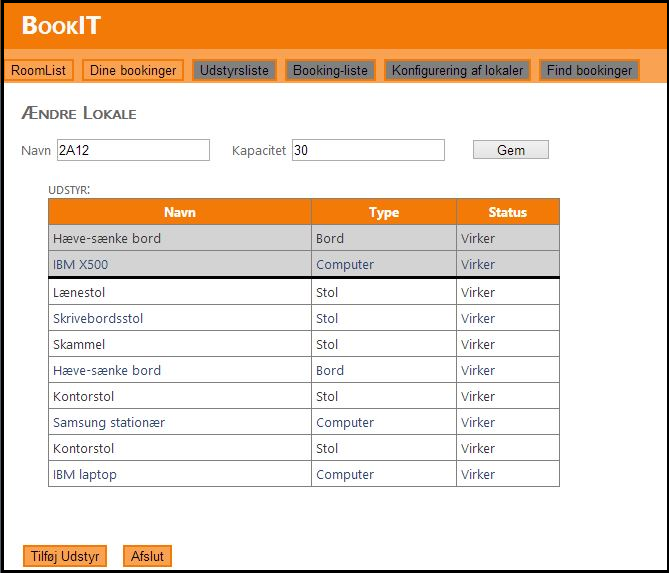 BookIT
RoomList Dine bookinger Udstyrsliste Booking-liste Konfigurering af lokaler Find bookinger
Ændre Lokale
Navn 2A12 Kapacitet 30 Gem
UDSTYR:
Navn Type Status
Hæve-sænke bord Bord Virker
IBM X500 Computer Virker
Lænestol Stol Virker
Skrivebordsstol Stol Virker
Skammel Stol Virker
Hæve-sænke bord Bord Virker
Kontorstol Stol Virker
Samsung stationær Computer Virker
Kontorstol Stol Virker
IBM laptop Computer Virker
Tilføj Udstyr Afslut